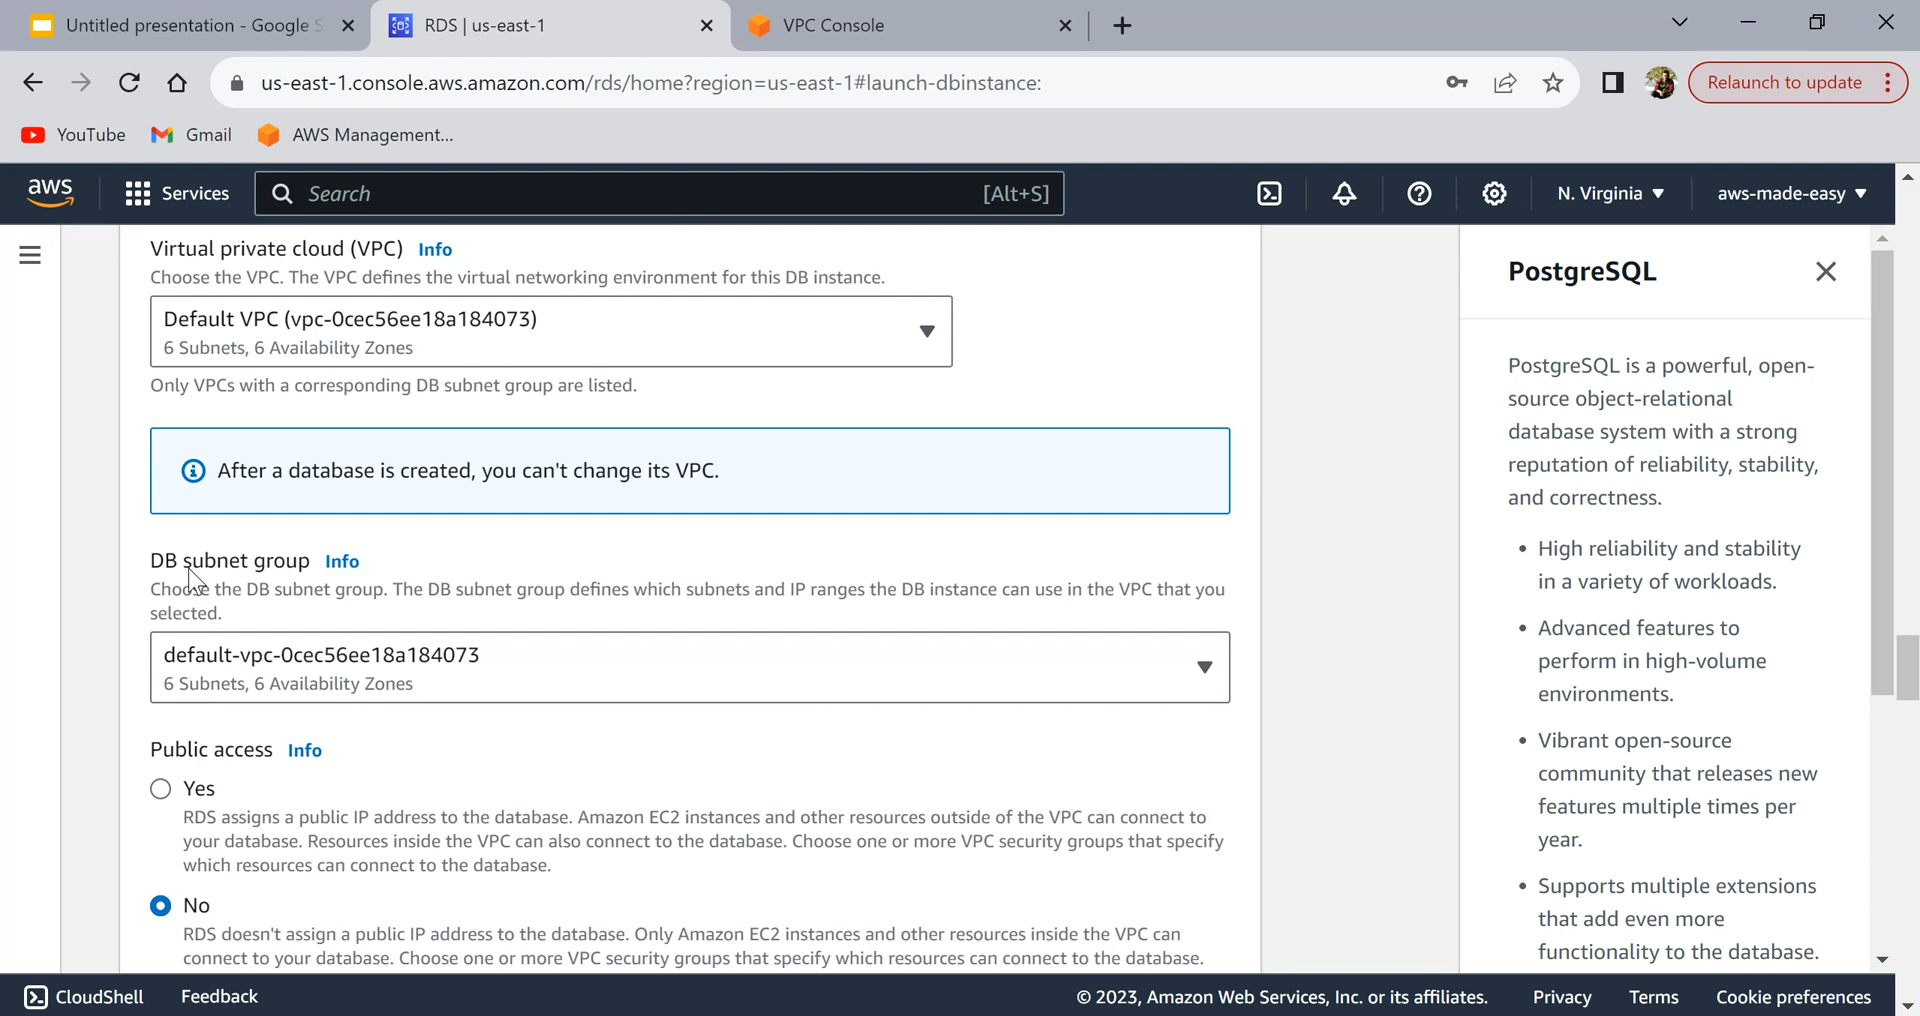 Untitled presentation - Google S
RDS | us-east-1
VPC Console
us-east-1.console.aws.amazon.com/rds/home?region=us-east-1#launch-dbinstance:
Relaunch to update
YouTube
Gmail
AWS Management...
aws
Services
Search
[Alt+S]
N. Virginia
aws-made-easy
Virtual private cloud (VPC) Info
Choose the VPC. The VPC defines the virtual networking environment for this DB instance.
Default VPC (vpc-0cec56ee18a184073)
6 Subnets, 6 Availability Zones
Only VPCs with a corresponding DB subnet group are listed.
After a database is created, you can't change its VPC.
DB subnet group Info
Choose the DB subnet group. The DB subnet group defines which subnets and IP ranges the DB instance can use in the VPC that you
selected.
default-vpc-0cec56ee18a184073
6 Subnets, 6 Availability Zones
Public access Info
Yes
RDS assigns a public IP address to the database. Amazon EC2 instances and other resources outside of the VPC can connect to
your database. Resources inside the VPC can also connect to the database. Choose one or more VPC security groups that specify
which resources can connect to the database.
No
RDS doesn't assign a public IP address to the database. Only Amazon EC2 instances and other resources inside the VPC can
connect to your database. Choose one or more VPC security groups that specify which resources can connect to the database.
PostgreSQL
PostgreSQL is a powerful, open-
source object-relational
database system with a strong
reputation of reliability, stability,
and correctness.
• High reliability and stability
in a variety of workloads.
• Advanced features to
perform in high-volume
environments.
• Vibrant open-source
community that releases new
features multiple times per
year.
• Supports multiple extensions
that add even more
functionality to the database.
CloudShell
Feedback
© 2023, Amazon Web Services, Inc. or its affiliates.
Privacy
Terms
Cookie preferences